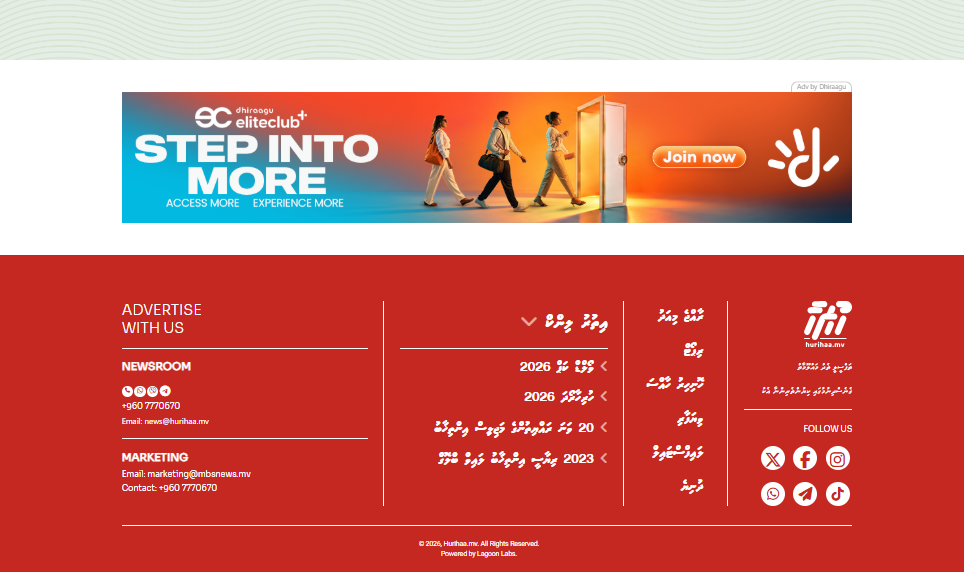 Adv by Dhiraagu
dhiraagu
eliteclub+
STEP INTO
MORE
ACCESS MORE EXPERIENCE MORE
Join now
ADVERTISE
WITH US
NEWSROOM
+960 7770670
Email: news@hurihaa.mv
MARKETING
Email: marketing@mbsnews.mv
Contact: +960 7770670
އިތުރު ލިންކް
ވޯލްޑް ކަޕް 2026
ހުރިހާރޯދަ 2026
20 ވަނަ ރައްޔިތުންގެ މަޖިލީސް އިންތިޚާބު
2023 ރިޔާސީ އިންތިޚާބު ލައިވް ބްލޮގް
ރާއްޖެ މިއަދު
ރިޕޯޓް
ހޮނިހިރު ޚާއްސަ
ވިޔަފާރި
ލައިފްސްޓައިލް
ދުނިޔެ
hurihaa.mv
FOLLOW US
© 2026, Hurihaa.mv. All Rights Reserved.
Powered by Lagoon Labs.